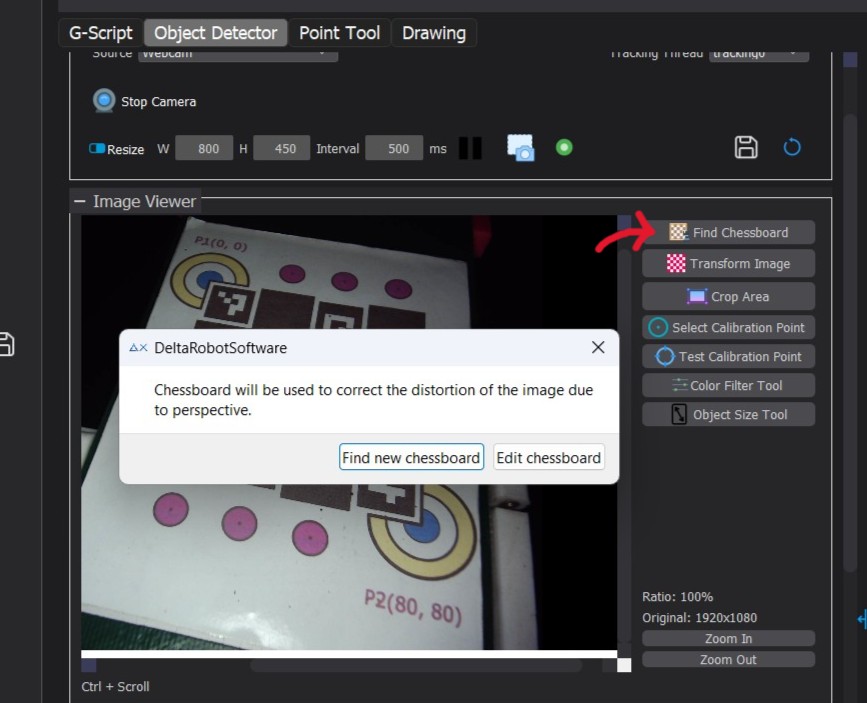 G-Script Object Detector Point Tool Drawing
Source Webcam Tracking Thread tracking0
Stop Camera
Resize W 800 H 450 Interval 500 ms
Image Viewer
P1(0, 0)
Find Chessboard
Transform Image
Crop Area
Select Calibration Point
Test Calibration Point
Color Filter Tool
Object Size Tool
DeltaRobotSoftware
Chessboard will be used to correct the distortion of the image due
to perspective.
Find new chessboard Edit chessboard
P2(80, 80)
Ratio: 100%
Original: 1920x1080
Zoom In
Zoom Out
Ctrl + Scroll